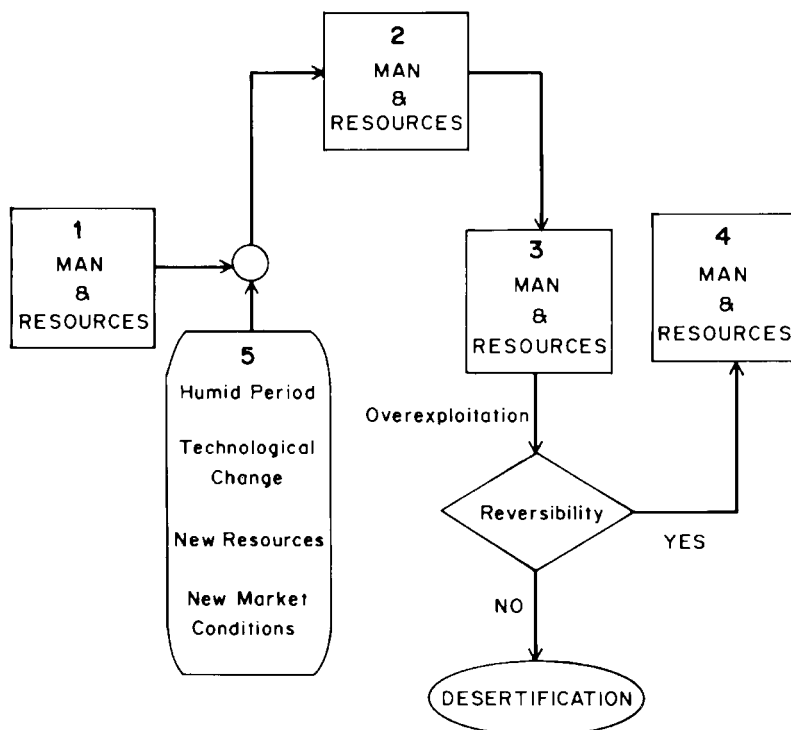 1
MAN
&
RESOURCES
2
MAN
&
RESOURCES
3
MAN
&
RESOURCES
4
MAN
&
RESOURCES
5
Humid Period
Technological
Change
New Resources
New Market
Conditions
Overexploitation
Reversibility
YES
NO
DESERTIFICATION